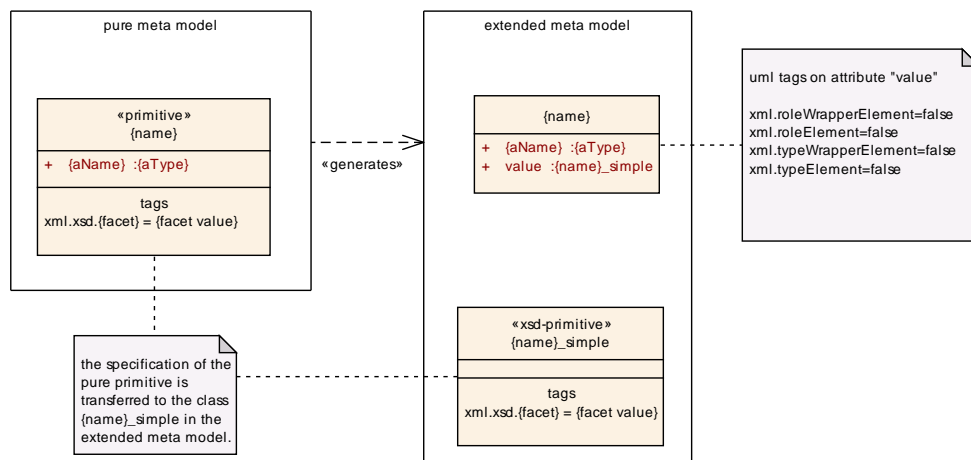 pure meta model
«primitive»
{name}
+ {aName} :{aType}
tags
xml.xsd.{facet} = {facet value}
«generates»
extended meta model
{name}
+ {aName} :{aType}
+ value :{name}_simple
uml tags on attribute "value"
xml.roleWrapperElement=false
xml.roleElement=false
xml.typeWrapperElement=false
xml.typeElement=false
the specification of the
pure primitive is
transferred to the class
{name}_simple in the
extended meta model.
«xsd-primitive»
{name}_simple
tags
xml.xsd.{facet} = {facet value}